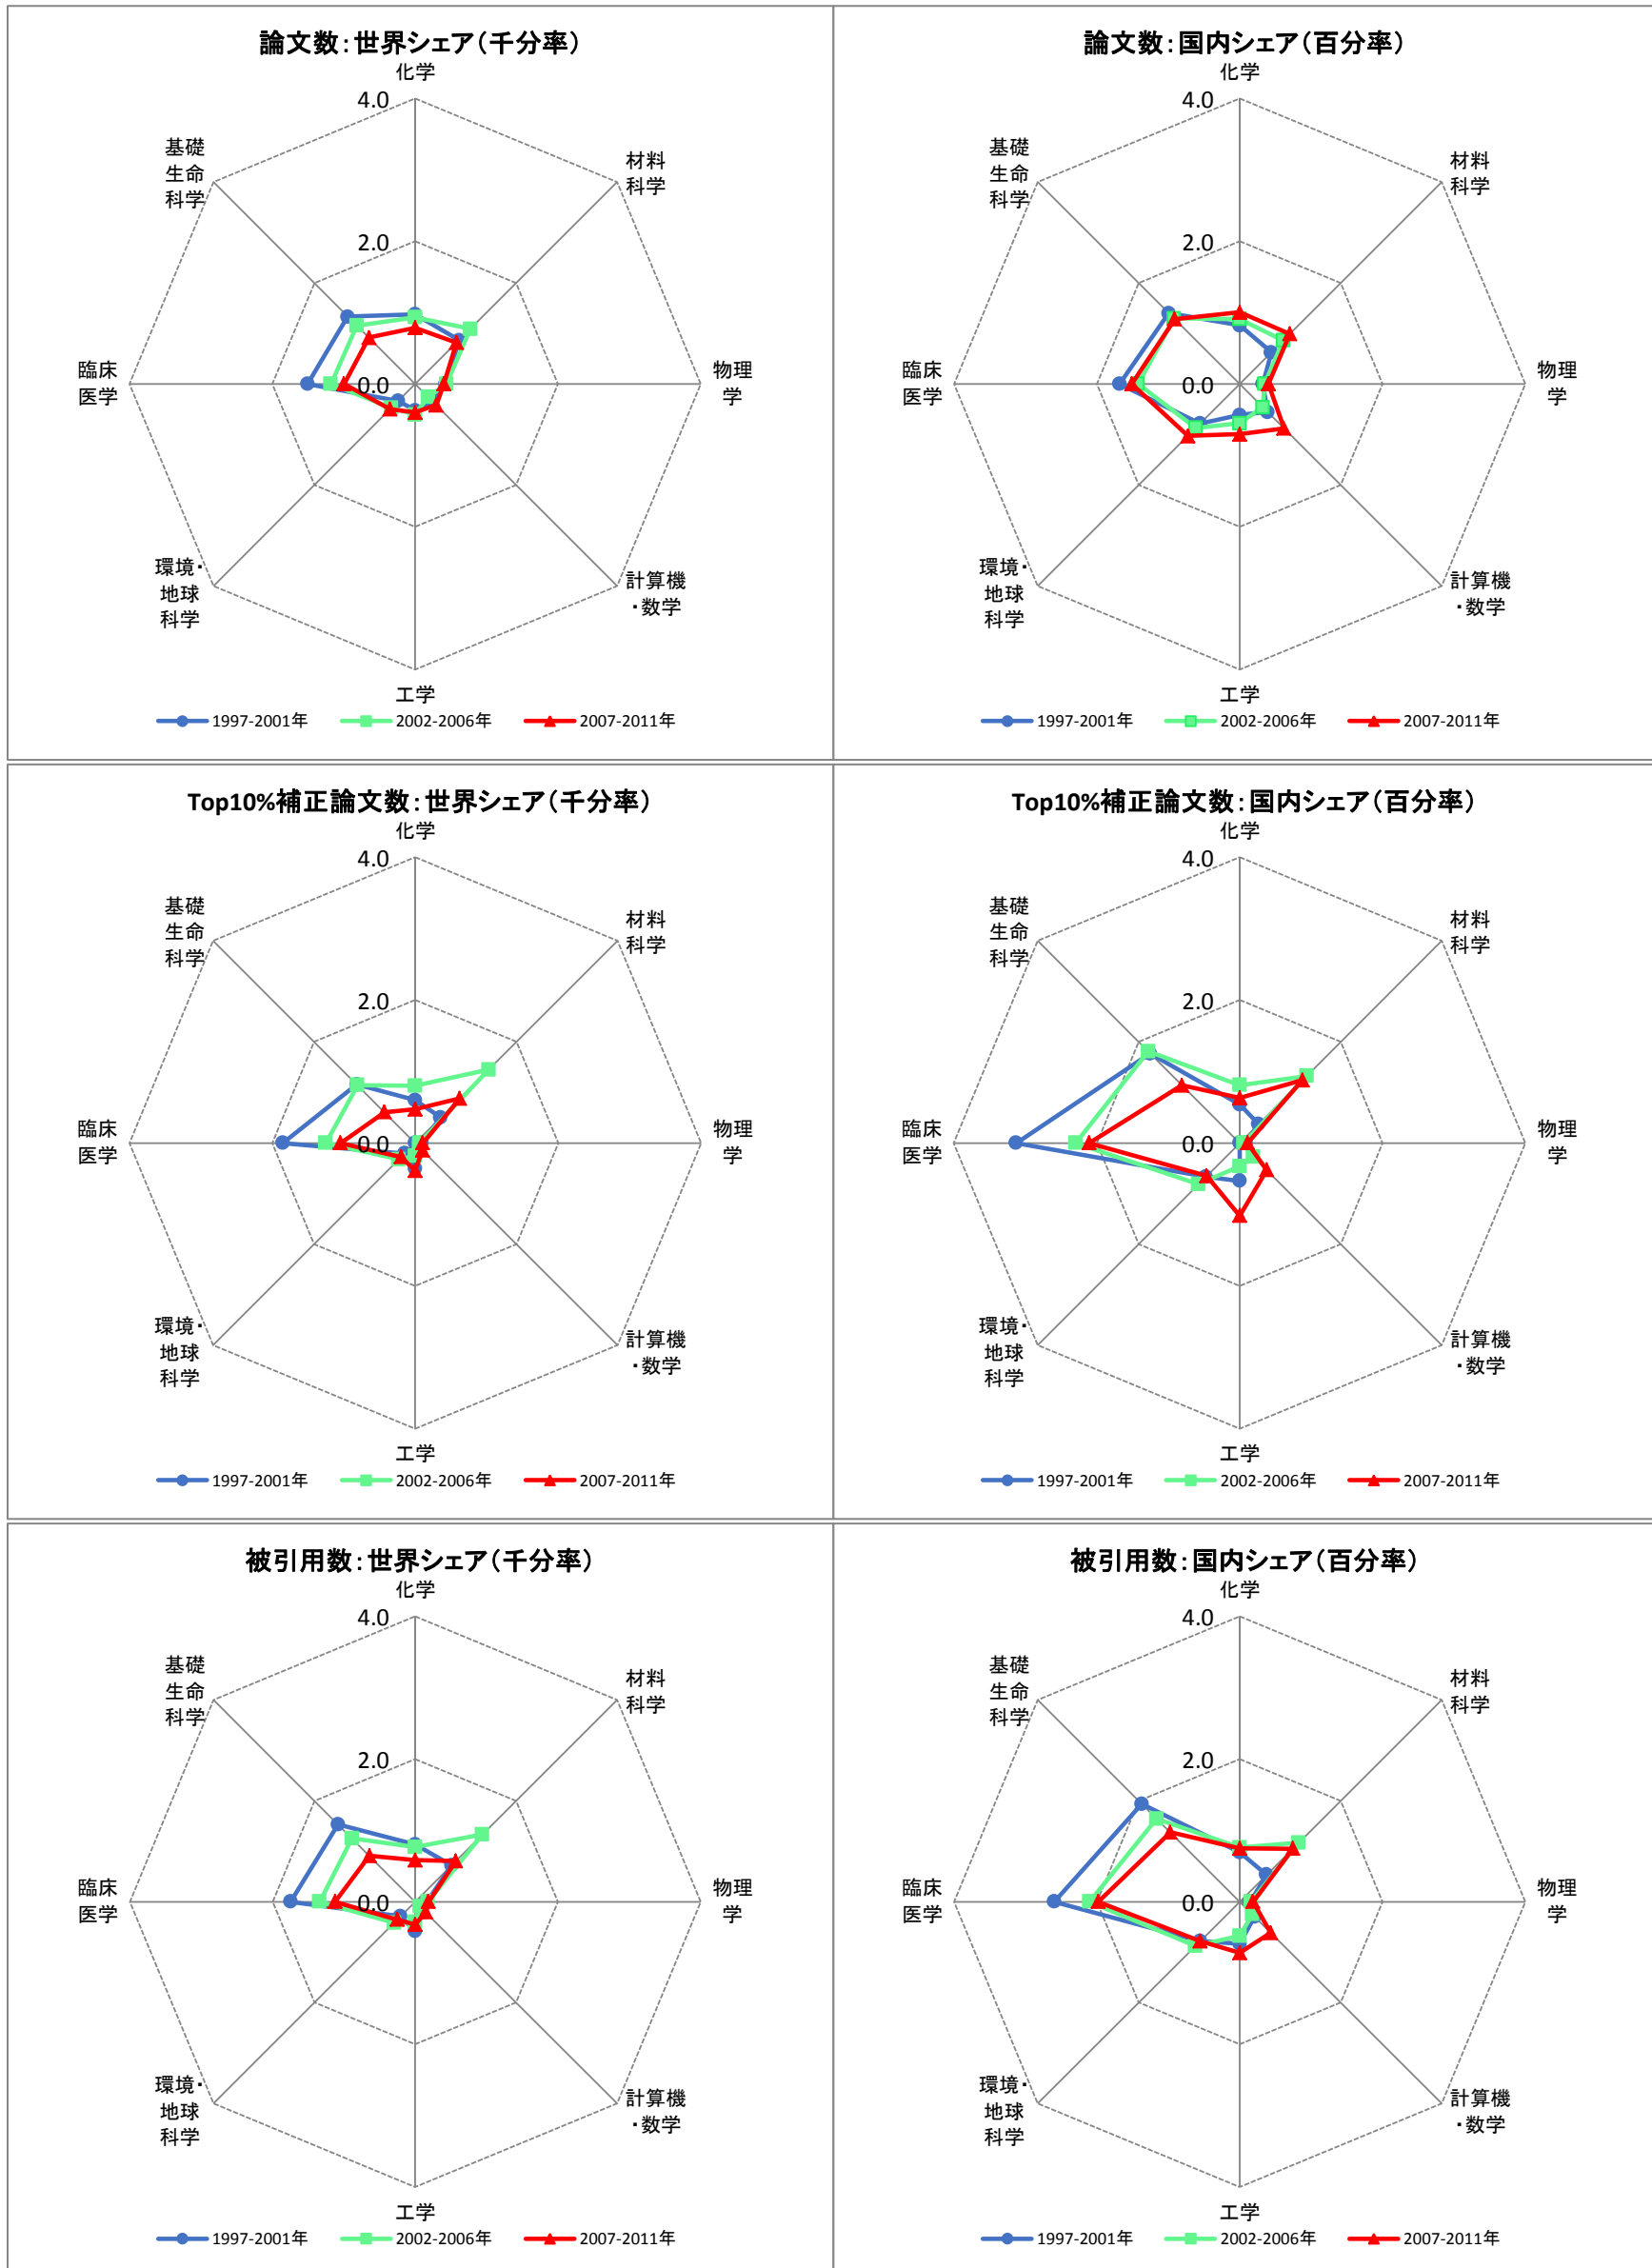 論文数：世界シェア（千分率）
化学
4.0
基礎
生命
科学
材料
科学
2.0
臨床
医学
0.0
物理
学
環境・
地球
科学
計算機
・数学
工学
1997-2001年
2002-2006年
2007-2011年
論文数：国内シェア（百分率）
化学
4.0
基礎
生命
科学
材料
科学
2.0
臨床
医学
0.0
物理
学
環境・
地球
科学
計算機
・数学
工学
1997-2001年
2002-2006年
2007-2011年
Top10%補正論文数：世界シェア（千分率）
化学
4.0
基礎
生命
科学
材料
科学
2.0
臨床
医学
0.0
物理
学
環境・
地球
科学
計算機
・数学
工学
1997-2001年
2002-2006年
2007-2011年
Top10%補正論文数：国内シェア（百分率）
化学
4.0
基礎
生命
科学
材料
科学
2.0
臨床
医学
0.0
物理
学
環境・
地球
科学
計算機
・数学
工学
1997-2001年
2002-2006年
2007-2011年
被引用数：世界シェア（千分率）
化学
4.0
基礎
生命
科学
材料
科学
2.0
臨床
医学
0.0
物理
学
環境・
地球
科学
計算機
・数学
工学
1997-2001年
2002-2006年
2007-2011年
被引用数：国内シェア（百分率）
化学
4.0
基礎
生命
科学
材料
科学
2.0
臨床
医学
0.0
物理
学
環境・
地球
科学
計算機
・数学
工学
1997-2001年
2002-2006年
2007-2011年